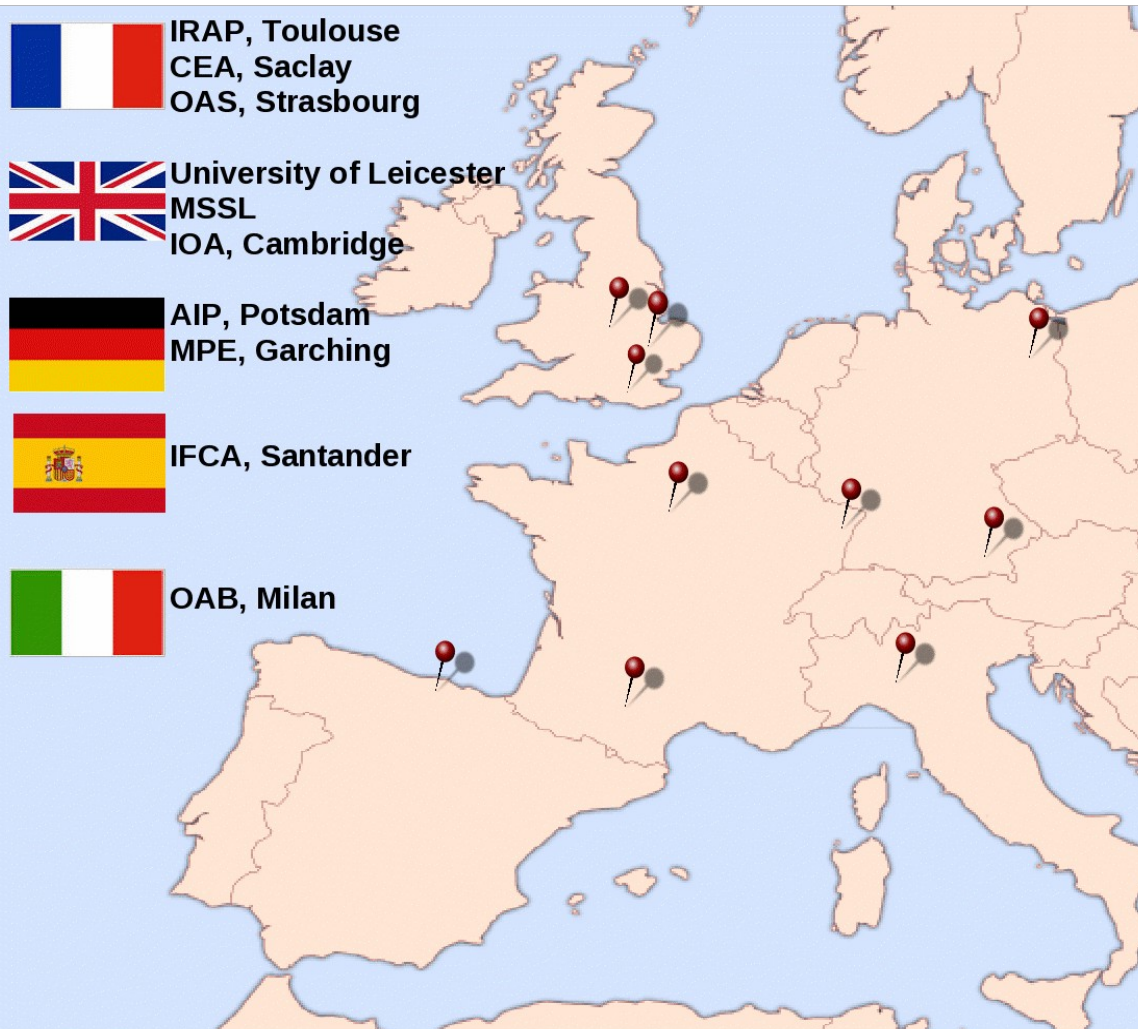 IRAP, Toulouse
CEA, Saclay
OAS, Strasbourg
University of Leicester
MSSL
IOA, Cambridge
AIP, Potsdam
MPE, Garching
IFCA, Santander
OAB, Milan